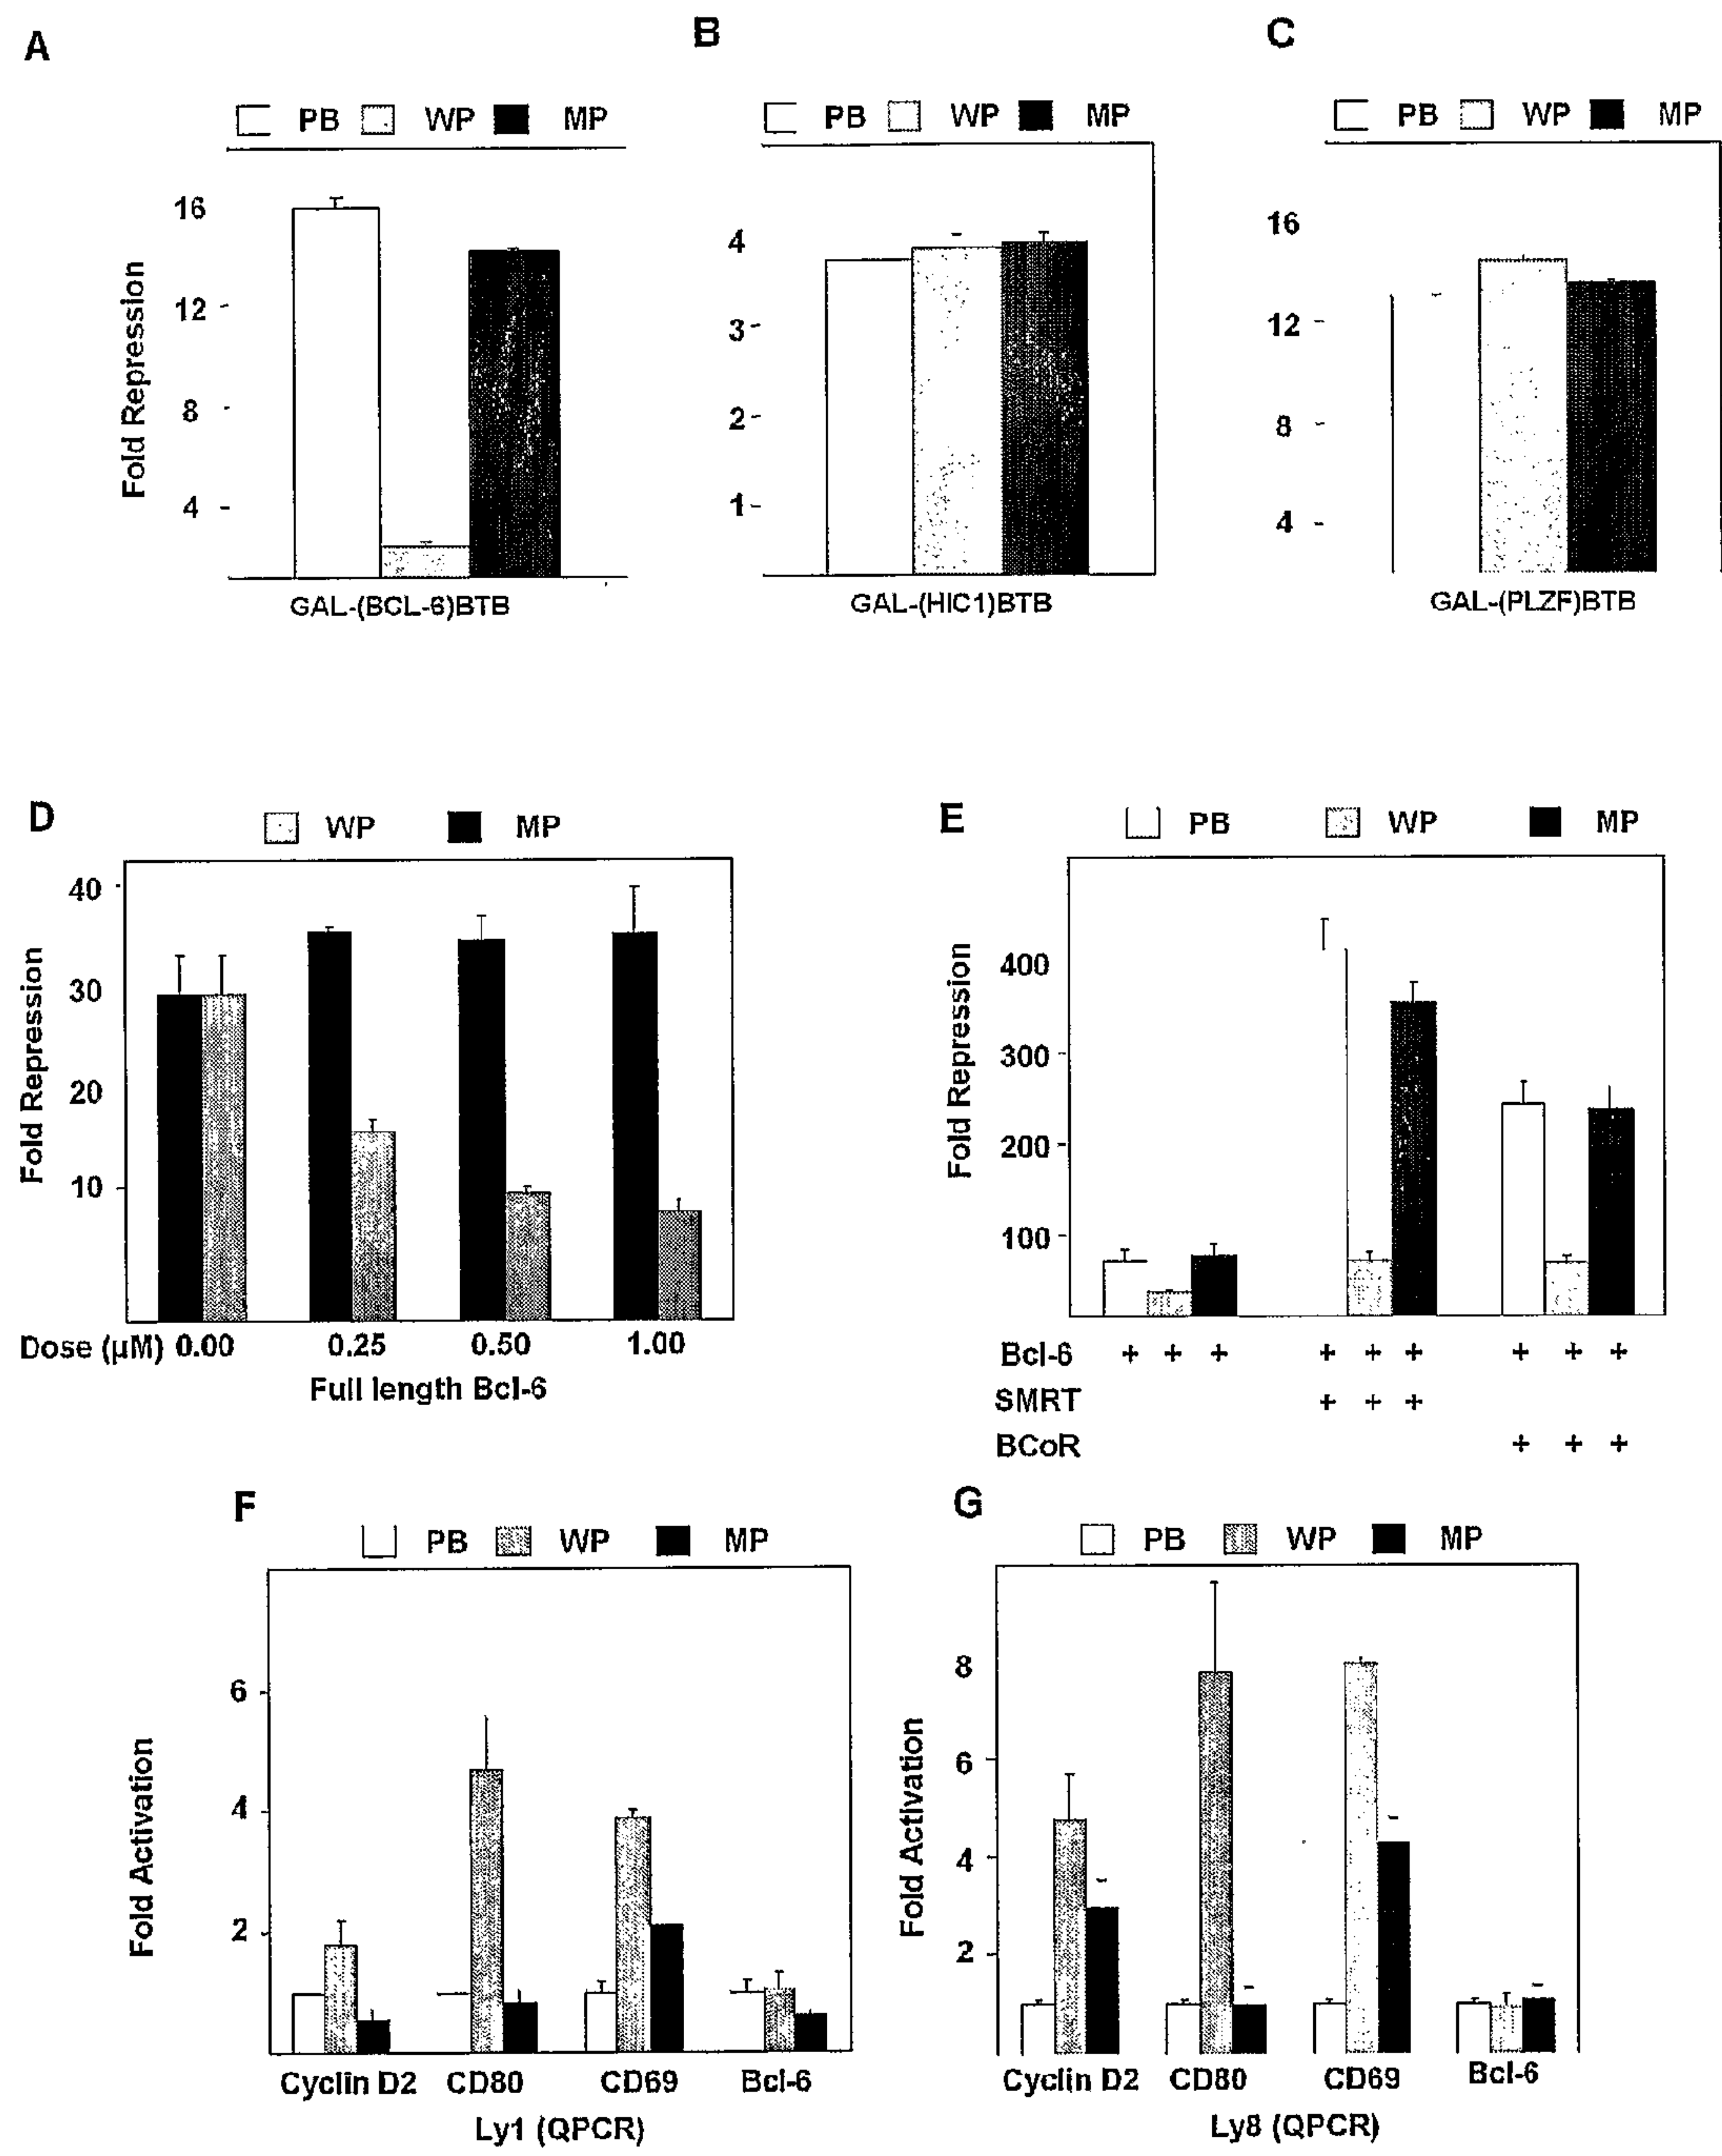 A
B
C
PB WP MP
PB WP MP
PB WP MP
Fold Repression
16
12
8
4
4
3
2
1
16
12
8
4
GAL-(BCL-6)BTB
GAL-(HIC1)BTB
GAL-(PLZF)BTB
D
WP MP
Fold Repression
40
30
20
10
Dose (µM) 0.00 0.25 0.50 1.00
Full length Bcl-6
E
PB WP MP
Fold Repression
400
300
200
100
Bcl-6 + + + + + + + + +
SMRT + + +
BCoR + + +
F
PB WP MP
Fold Activation
6
4
2
Cyclin D2 CD80 CD69 Bcl-6
Ly1 (QPCR)
G
PB WP MP
Fold Activation
8
6
4
2
Cyclin D2 CD80 CD69 Bcl-6
Ly8 (QPCR)